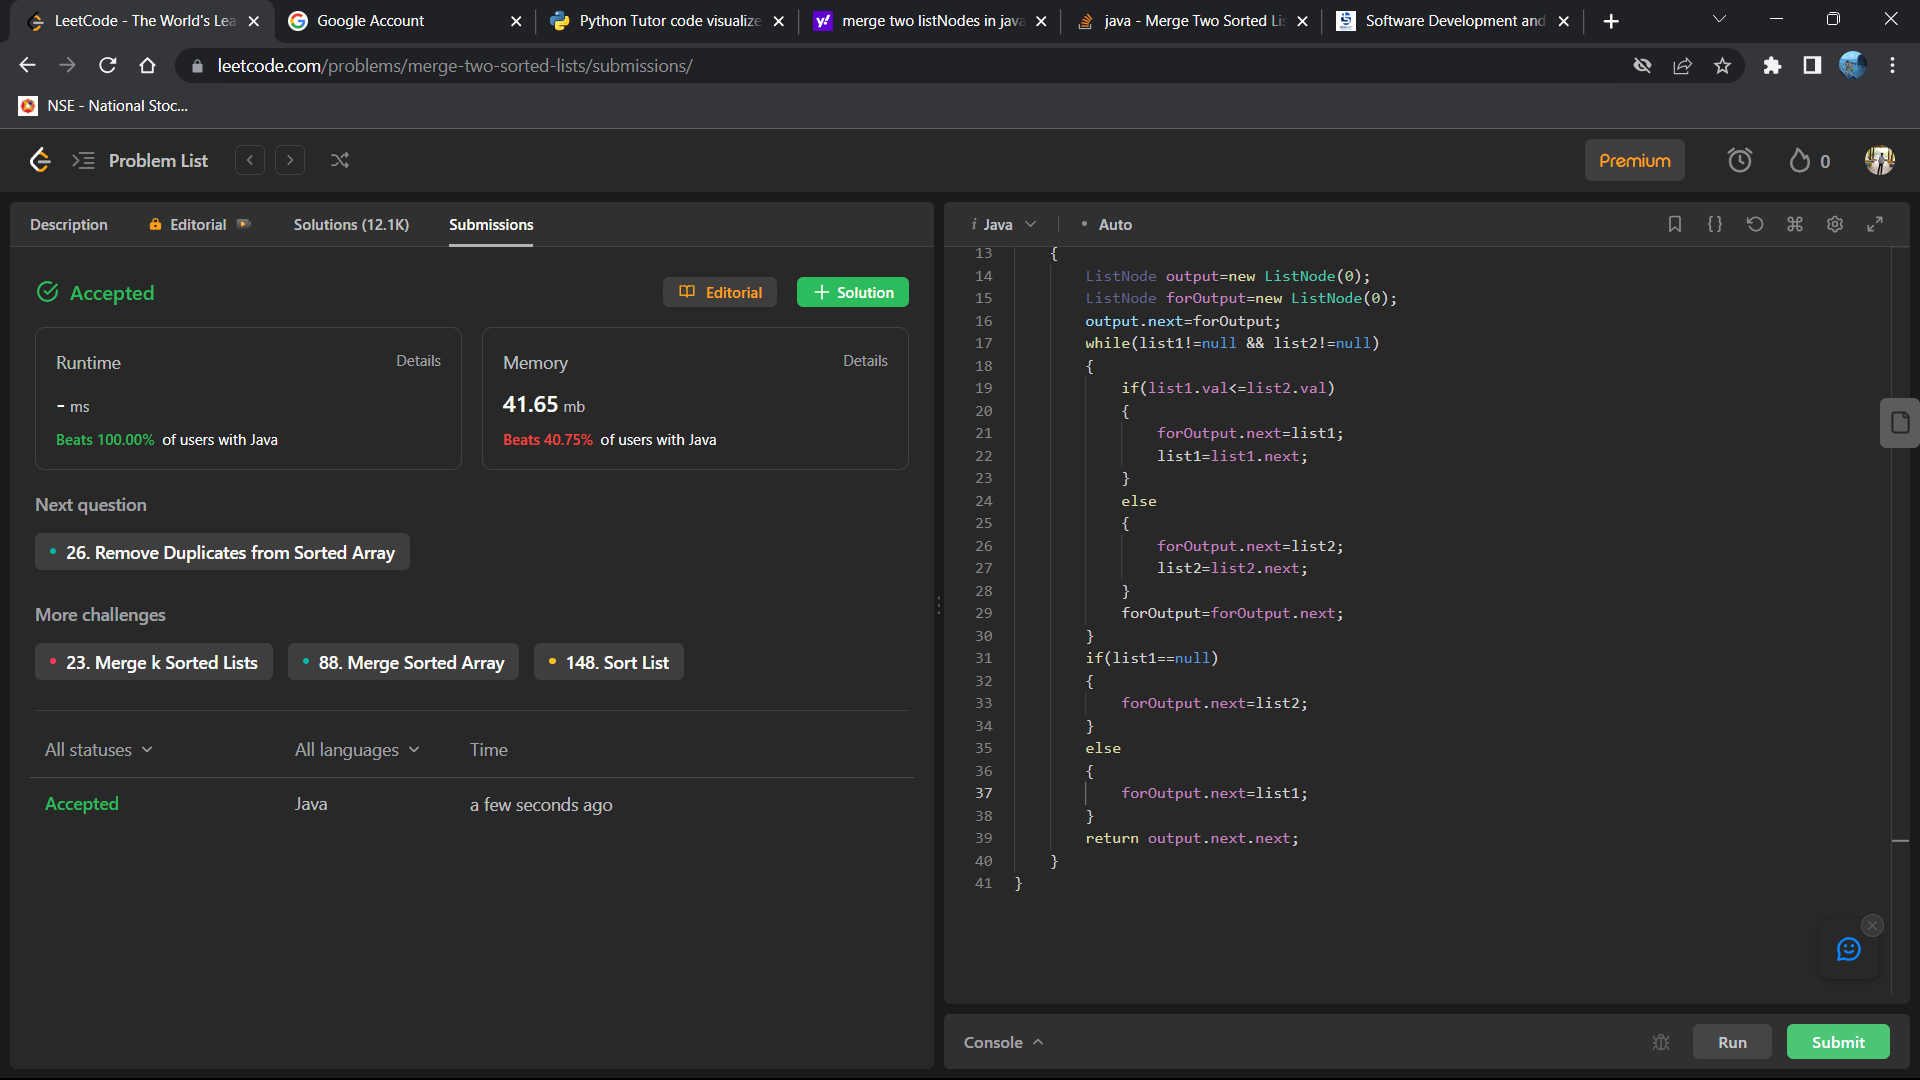 LeetCode - The World's Lea
Google Account
Python Tutor code visualize
merge two listNodes in java
java - Merge Two Sorted Lis
Software Development and
leetcode.com/problems/merge-two-sorted-lists/submissions/
NSE - National Stoc...
Problem List
Premium
0
Description
Editorial
Solutions (12.1K)
Submissions
Accepted
Editorial
+ Solution
Runtime
Details
- ms
Beats 100.00% of users with Java
Memory
Details
41.65 mb
Beats 40.75% of users with Java
Next question
• 26. Remove Duplicates from Sorted Array
More challenges
• 23. Merge k Sorted Lists
• 88. Merge Sorted Array
• 148. Sort List
All statuses
All languages
Time
Accepted
Java
a few seconds ago
i Java
• Auto
{}
13 {
14 ListNode output=new ListNode(0);
15 ListNode forOutput=new ListNode(0);
16 output.next=forOutput;
17 while(list1!=null && list2!=null)
18 {
19 if(list1.val<=list2.val)
20 {
21 forOutput.next=list1;
22 list1=list1.next;
23 }
24 else
25 {
26 forOutput.next=list2;
27 list2=list2.next;
28 }
29 forOutput=forOutput.next;
30 }
31 if(list1==null)
32 {
33 forOutput.next=list2;
34 }
35 else
36 {
37 forOutput.next=list1;
38 }
39 return output.next.next;
40 }
41 }
Console
Run
Submit